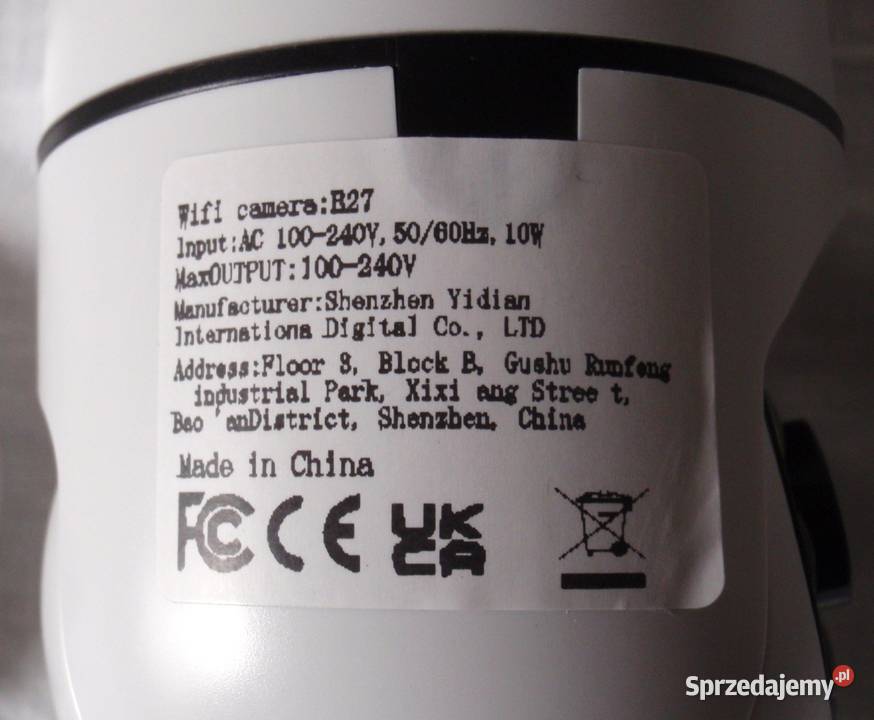 Wifi camera:R27
Input:AC 100-240V, 50/60Hz, 10W
MaxOUTPUT:100-240V
Manufacturer:Shenzhen Yidian
Internationa Digital Co., LTD
Address:Floor 3, Block B, Gushu Runfeng
industrial Park, Xixi ang Stree t,
Bao'anDistrict, Shenzhen, China
Made in China
FC CE UK
CA
Sprzedajemy.pl